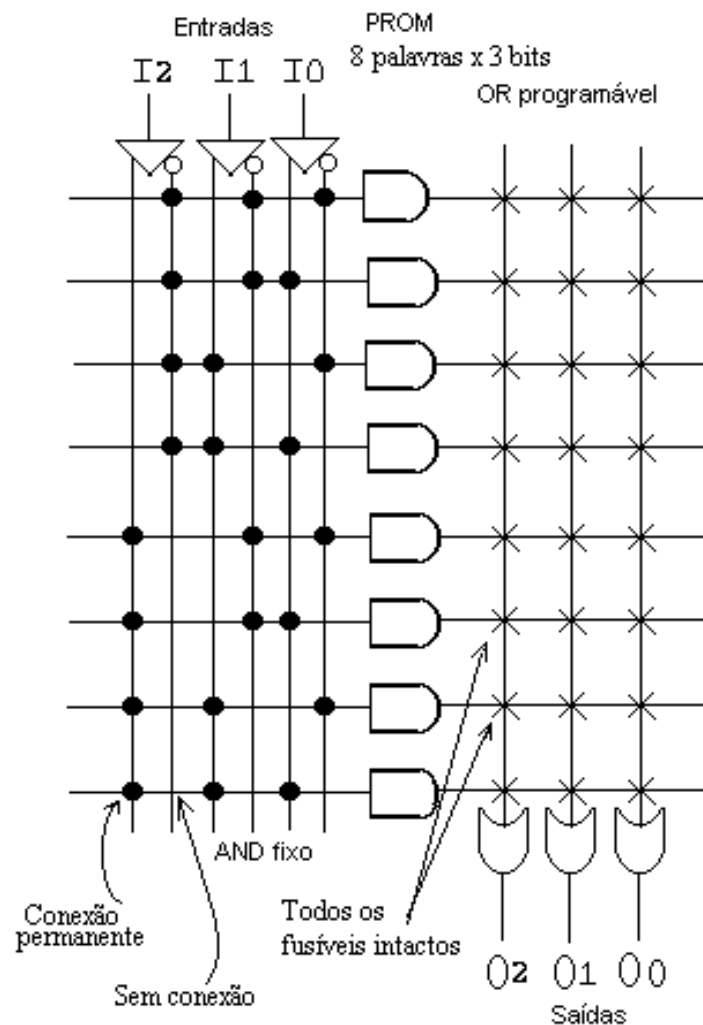 Entradas
PROM
8 palavras x 3 bits
I2 I1 I0
OR programável
AND fixo
Conexão
permanente
Sem conexão
Todos os
fusíveis intactos
O2 O1 O0
Saídas